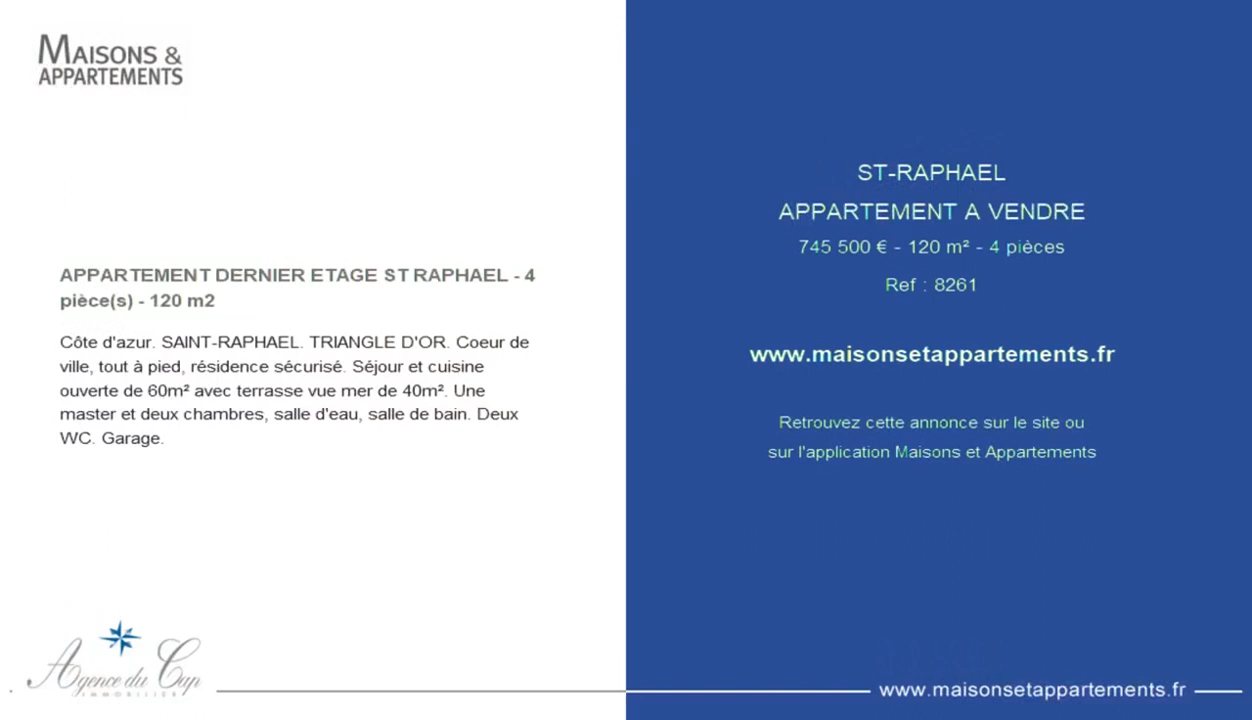 MAISONS &
APPARTEMENTS
APPARTEMENT DERNIER ETAGE ST RAPHAEL - 4
pièce(s) - 120 m2
Côte d'azur. SAINT-RAPHAEL. TRIANGLE D'OR. Coeur de
ville, tout à pied, résidence sécurisé. Séjour et cuisine
ouverte de 60m² avec terrasse vue mer de 40m². Une
master et deux chambres, salle d'eau, salle de bain. Deux
WC. Garage.
Agence du Cap
IMMOBILIER
ST-RAPHAEL
APPARTEMENT A VENDRE
745 500 € - 120 m² - 4 pièces
Ref : 8261
www.maisonsetappartements.fr
Retrouvez cette annonce sur le site ou
sur l'application Maisons et Appartements
www.maisonsetappartements.fr